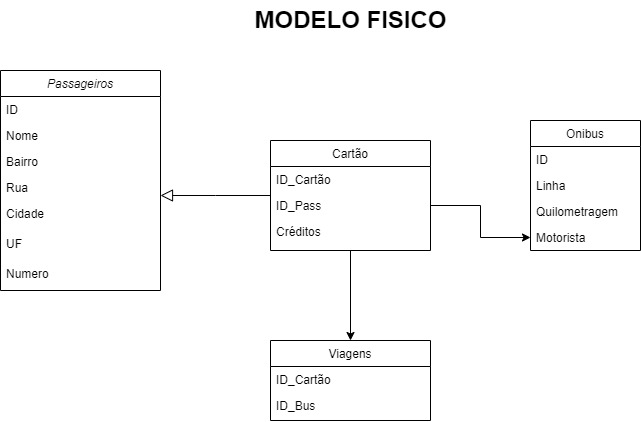 MODELO FISICO
Passageiros
ID
Nome
Bairro
Rua
Cidade
UF
Numero
Cartão
ID_Cartão
ID_Pass
Créditos
Onibus
ID
Linha
Quilometragem
Motorista
Viagens
ID_Cartão
ID_Bus